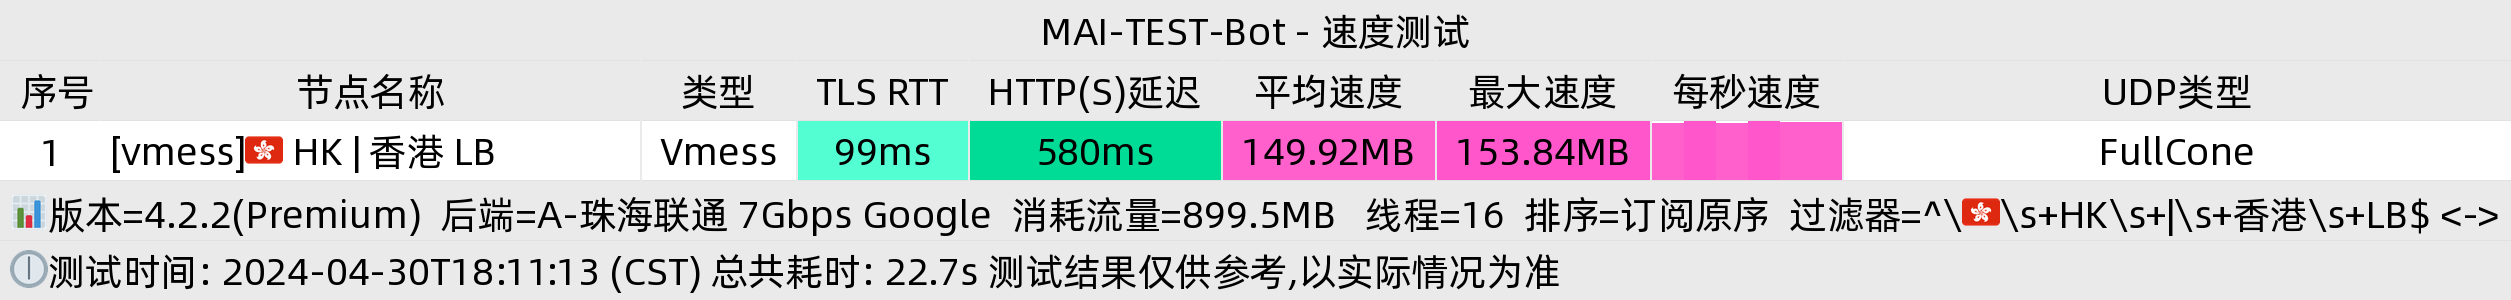 MAI-TEST-Bot - 速度测试
序号 节点名称 类型 TLS RTT HTTP(S)延迟 平均速度 最大速度 每秒速度 UDP类型
1 [vmess]🇭🇰 HK | 香港 LB Vmess 99ms 580ms 149.92MB 153.84MB FullCone
📊版本=4.2.2(Premium) 后端=A-珠海联通 7Gbps Google 消耗流量=899.5MB 线程=16 排序=订阅原序 过滤器=^\🇭🇰\s+HK\s+|\s+香港\s+LB$ <->
🕛测试时间: 2024-04-30T18:11:13 (CST) 总共耗时: 22.7s 测试结果仅供参考,以实际情况为准